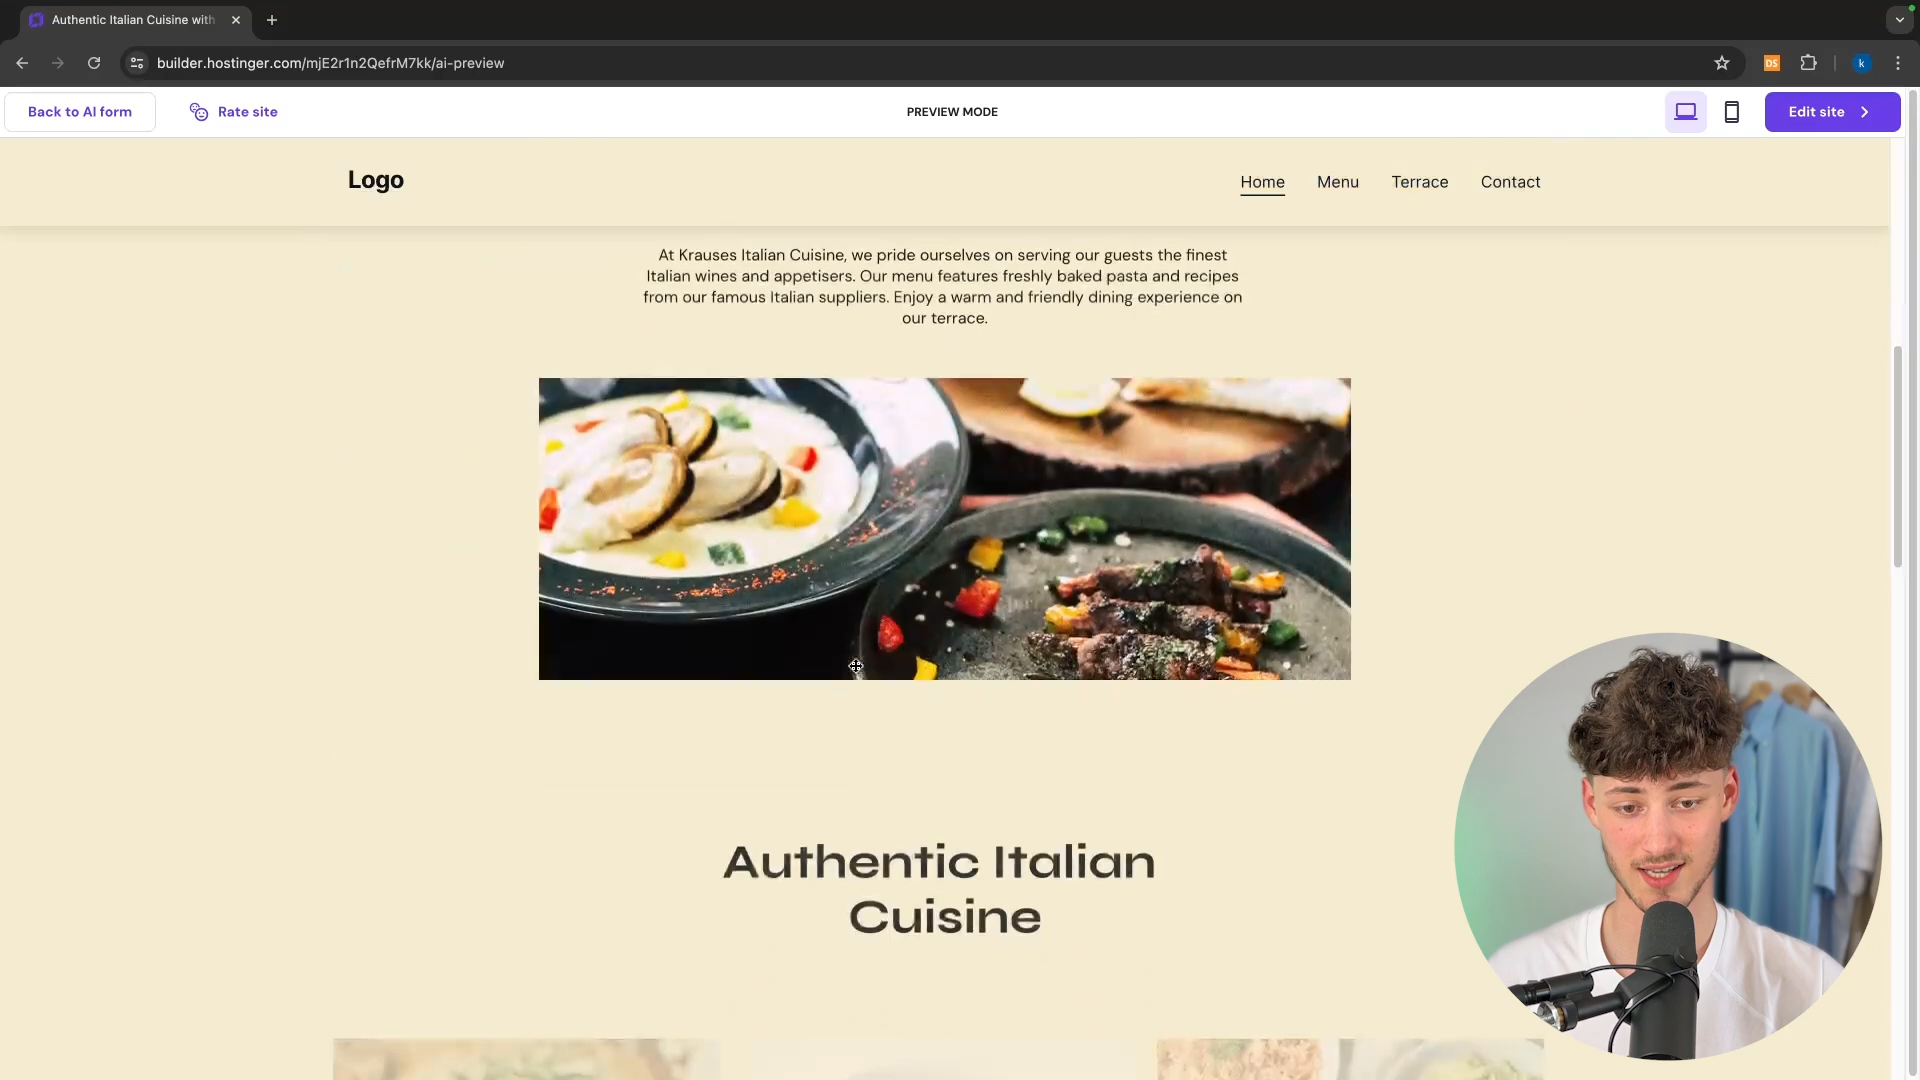 Authentic Italian Cuisine with
builder.hostinger.com/mjE2r1n2QefrM7kk/ai-preview
DS
k
Back to AI form
Rate site
PREVIEW MODE
Edit site
Logo
Home
Menu
Terrace
Contact
At Krauses Italian Cuisine, we pride ourselves on serving our guests the finest
Italian wines and appetisers. Our menu features freshly baked pasta and recipes
from our famous Italian suppliers. Enjoy a warm and friendly dining experience on
our terrace.
Authentic Italian
Cuisine